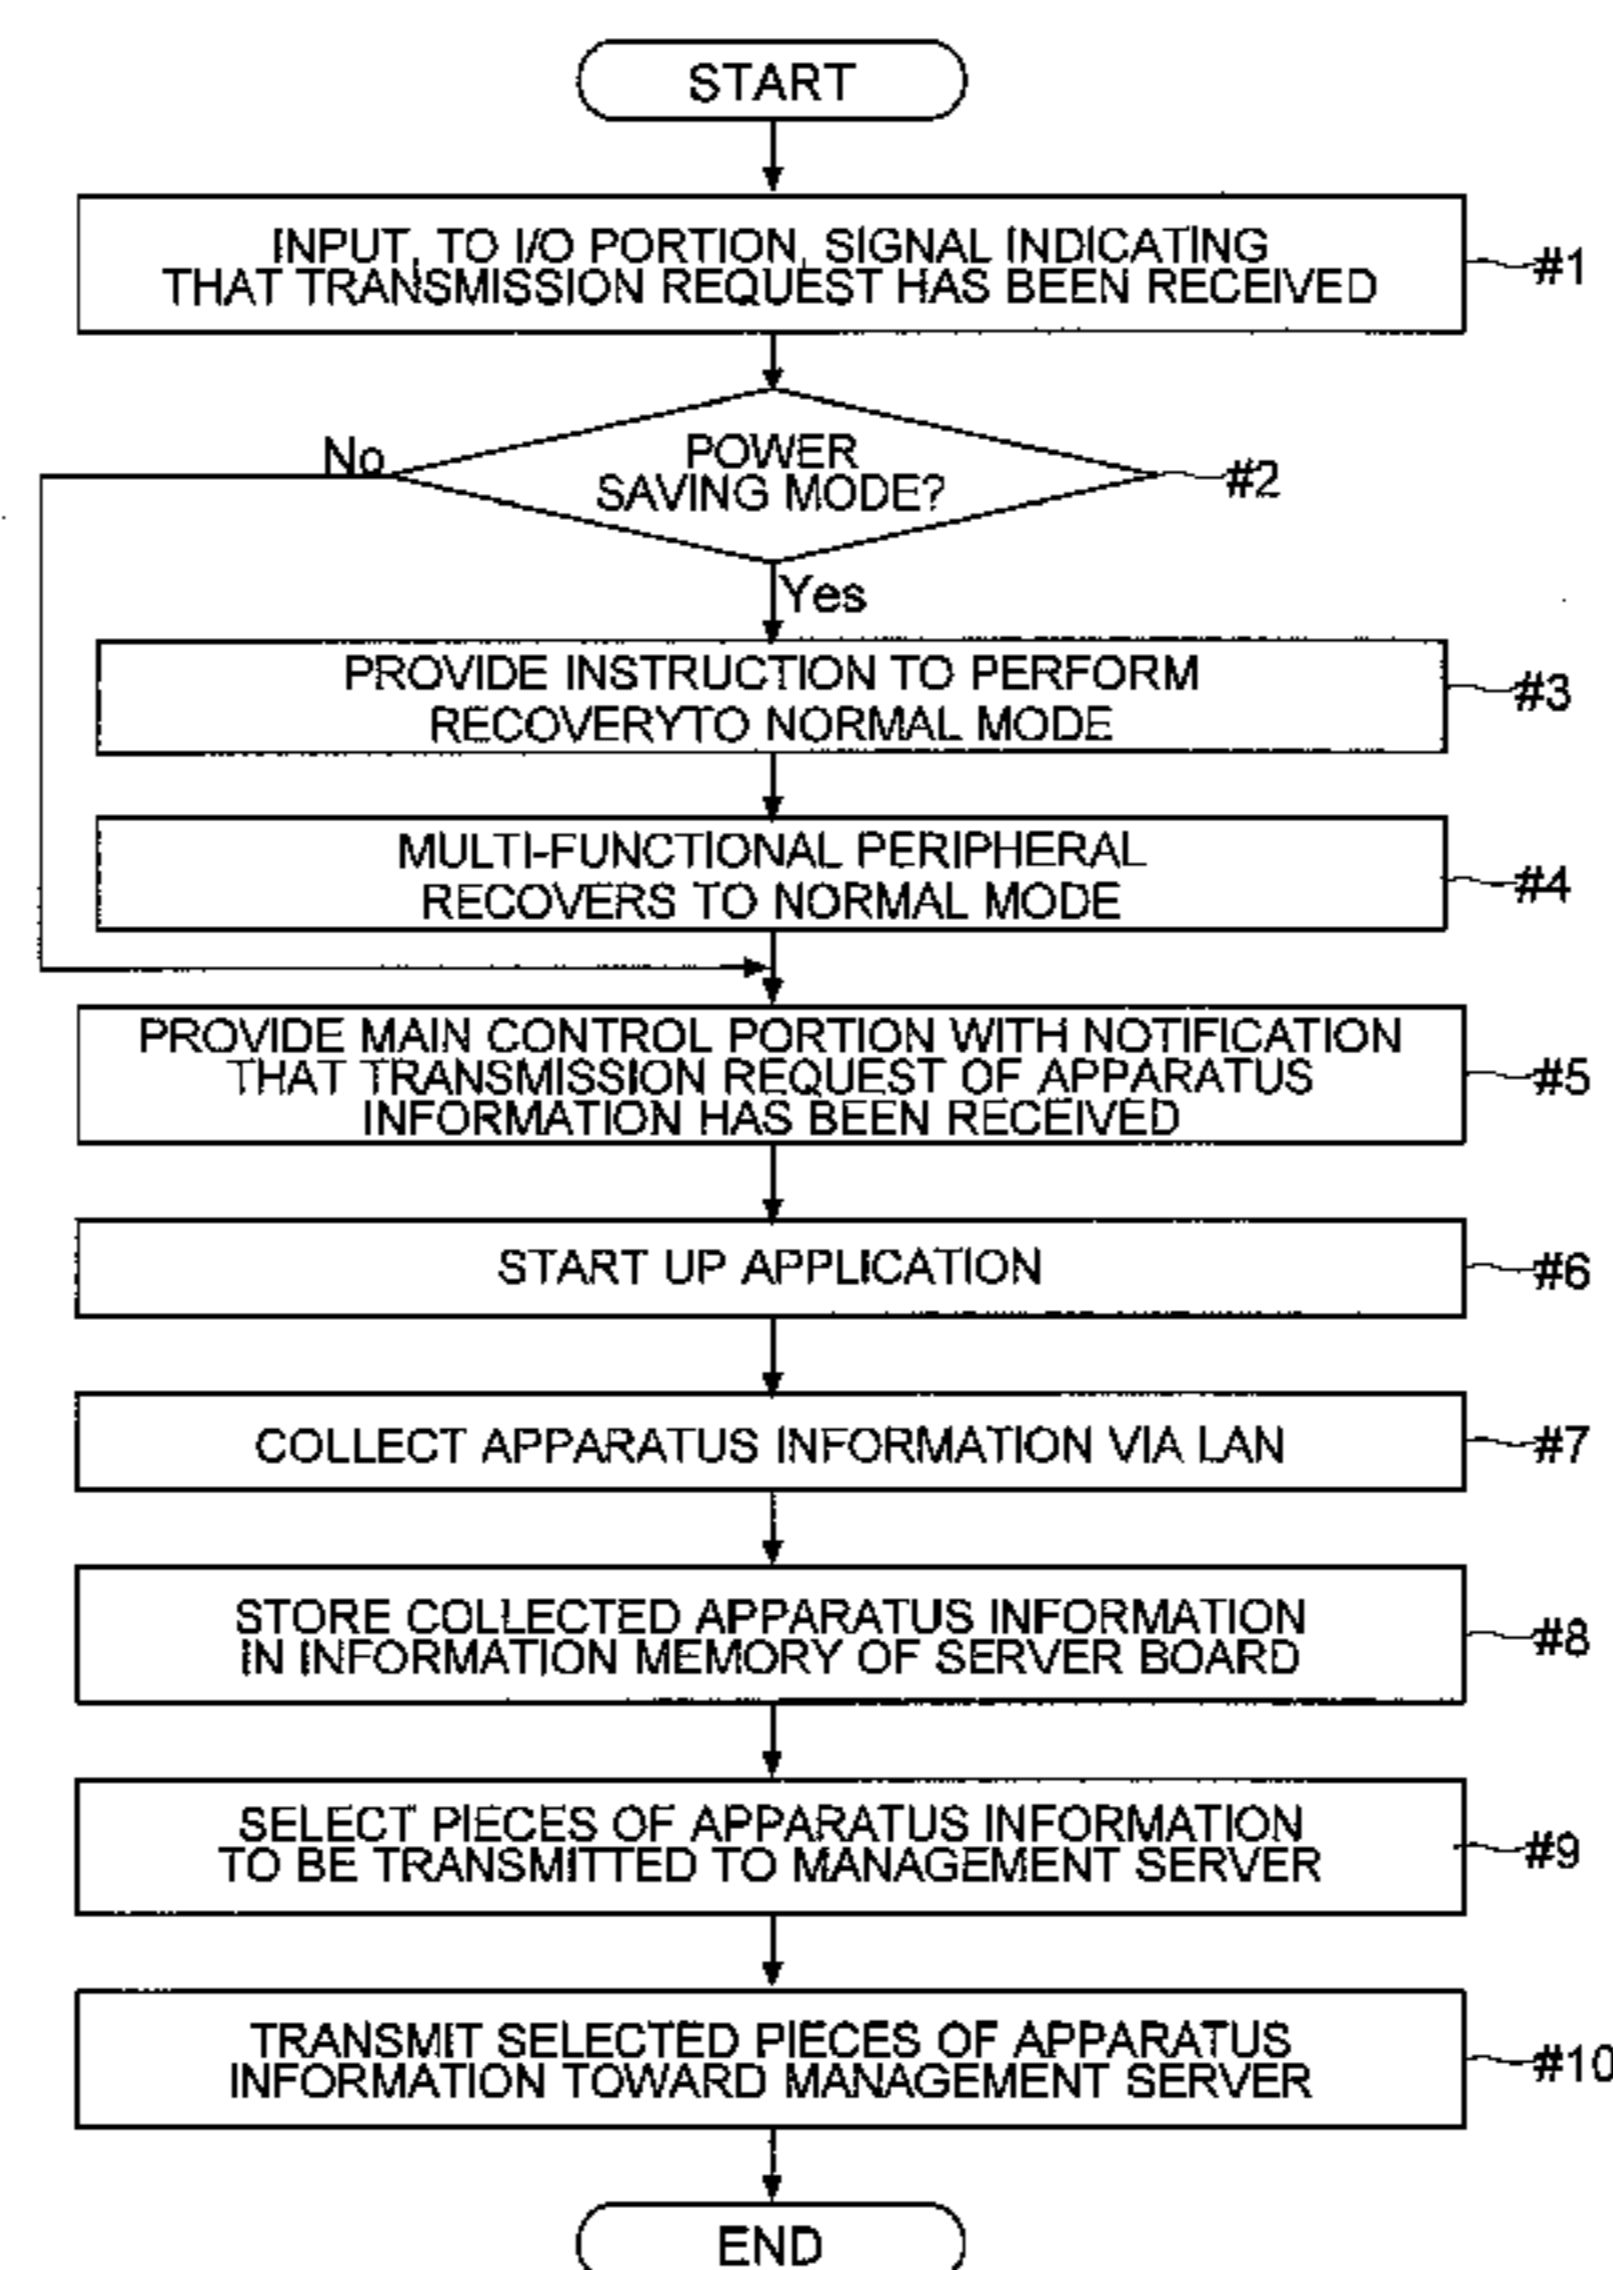 START
INPUT, TO I/O PORTION, SIGNAL INDICATING
THAT TRANSMISSION REQUEST HAS BEEN RECEIVED
#1
No
POWER
SAVING MODE?
#2
Yes
PROVIDE INSTRUCTION TO PERFORM
RECOVERYTO NORMAL MODE
#3
MULTI-FUNCTIONAL PERIPHERAL
RECOVERS TO NORMAL MODE
#4
PROVIDE MAIN CONTROL PORTION WITH NOTIFICATION
THAT TRANSMISSION REQUEST OF APPARATUS
INFORMATION HAS BEEN RECEIVED
#5
START UP APPLICATION
#6
COLLECT APPARATUS INFORMATION VIA LAN
#7
STORE COLLECTED APPARATUS INFORMATION
IN INFORMATION MEMORY OF SERVER BOARD
#8
SELECT PIECES OF APPARATUS INFORMATION
TO BE TRANSMITTED TO MANAGEMENT SERVER
#9
TRANSMIT SELECTED PIECES OF APPARATUS
INFORMATION TOWARD MANAGEMENT SERVER
#10
END